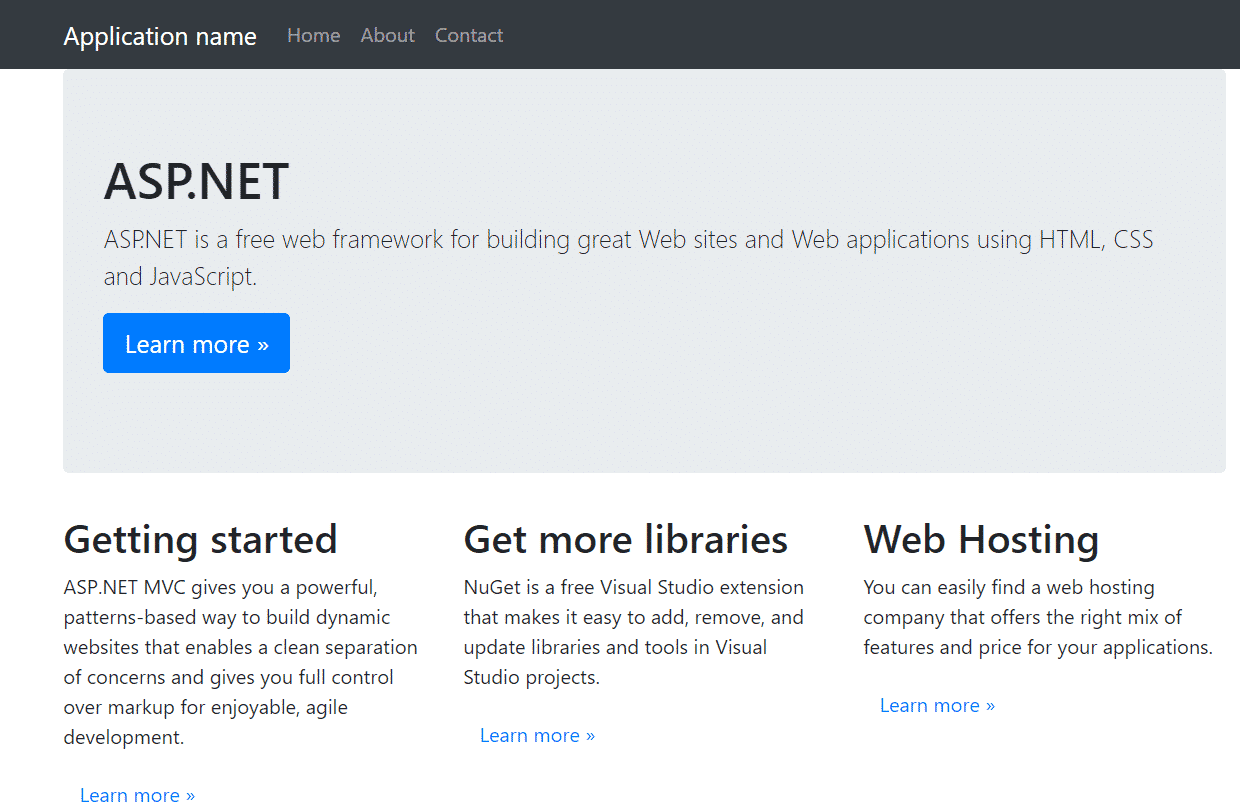 Application name Home About Contact
ASP.NET
ASP.NET is a free web framework for building great Web sites and Web applications using HTML, CSS
and JavaScript.
Learn more »
Getting started
ASP.NET MVC gives you a powerful,
patterns-based way to build dynamic
websites that enables a clean separation
of concerns and gives you full control
over markup for enjoyable, agile
development.
Learn more »
Get more libraries
NuGet is a free Visual Studio extension
that makes it easy to add, remove, and
update libraries and tools in Visual
Studio projects.
Learn more »
Web Hosting
You can easily find a web hosting
company that offers the right mix of
features and price for your applications.
Learn more »